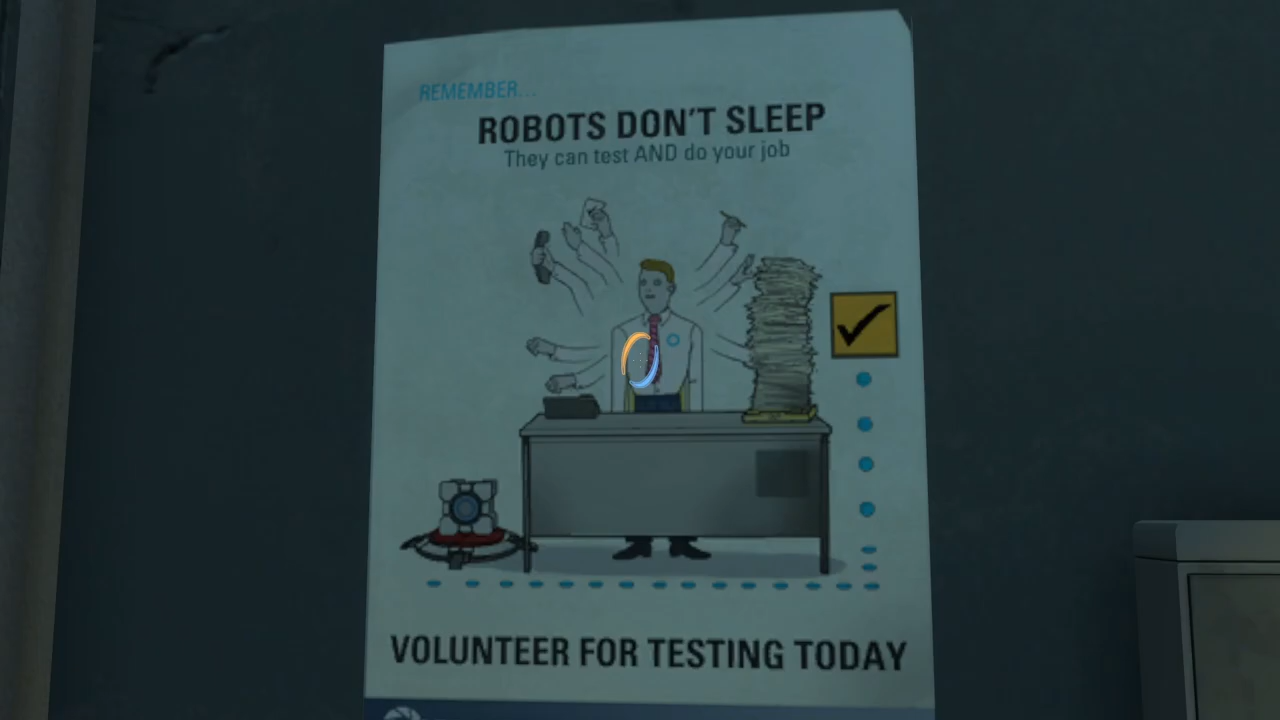 REMEMBER...
ROBOTS DON'T SLEEP
They can test AND do your job
VOLUNTEER FOR TESTING TODAY